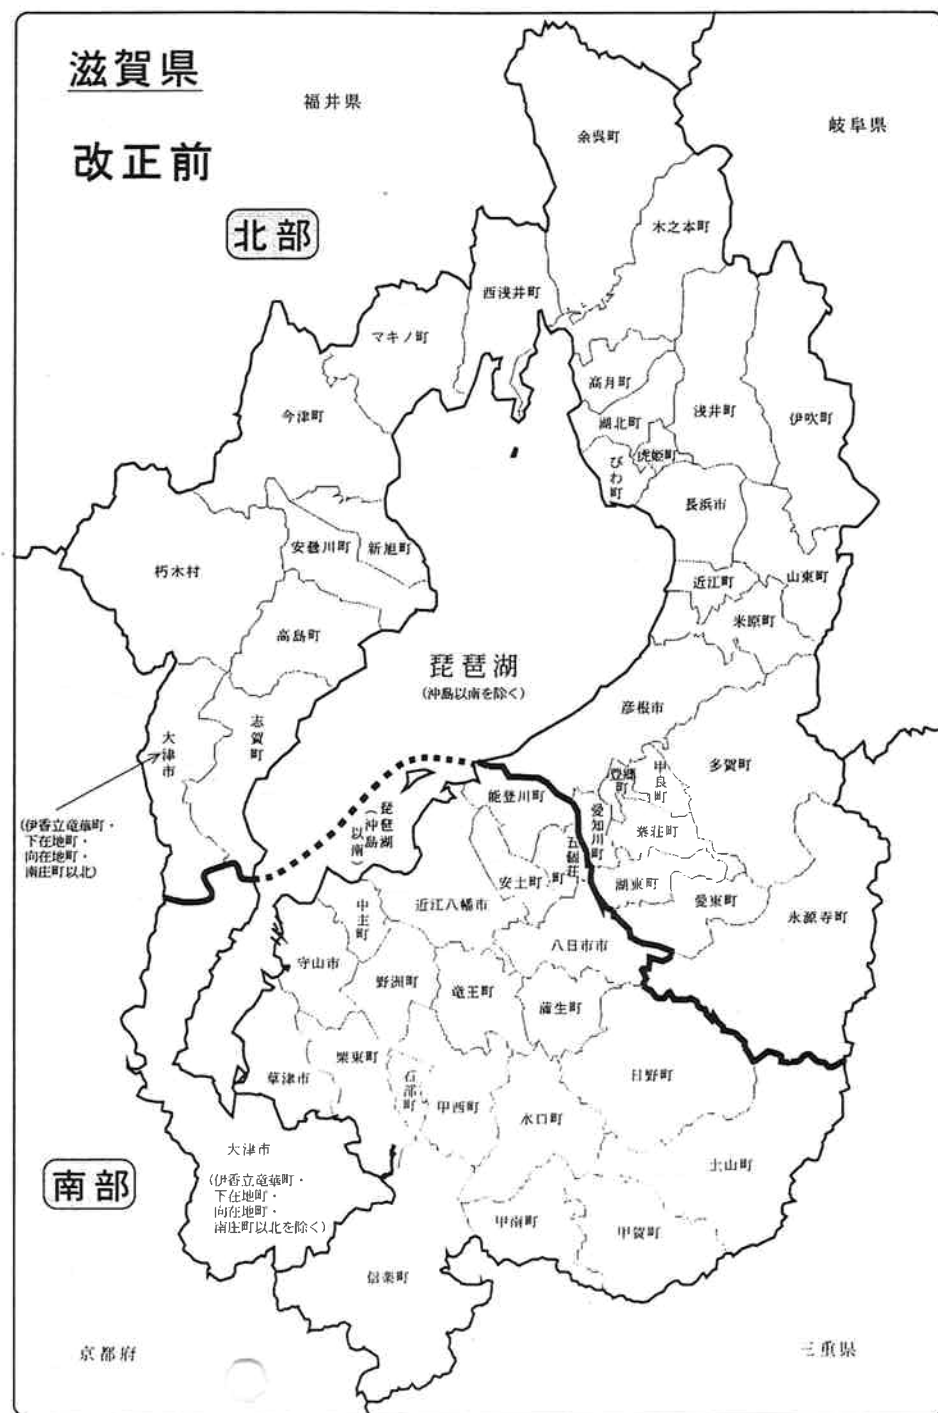 滋賀県
改正前
福井県
岐阜県
北部
余呉町
木之本町
西浅井町
マキノ町
高月町
今津町
湖北町
浅井町
伊吹町
虎姫町
びわ町
長浜市
安曇川町
新旭町
朽木村
近江町
山東町
米原町
高島町
琵琶湖
(沖島以南を除く)
彦根市
志賀町
大津市
多賀町
甲良町
豊郷町
能登川町
愛知川町
琵琶湖
(沖島
以南)
(伊香立竜華町・
下在地町・
向在地町・
南庄町以北)
秦荘町
五個荘町
安土町
湖東町
愛東町
永源寺町
中主町
近江八幡市
八日市市
守山市
野洲町
竜王町
蒲生町
栗東町
日野町
草津市
石部町
甲西町
水口町
大津市
(伊香立竜華町・
下在地町・
向在地町・
南庄町以北を除く)
土山町
南部
甲南町
甲賀町
信楽町
京都府
三重県